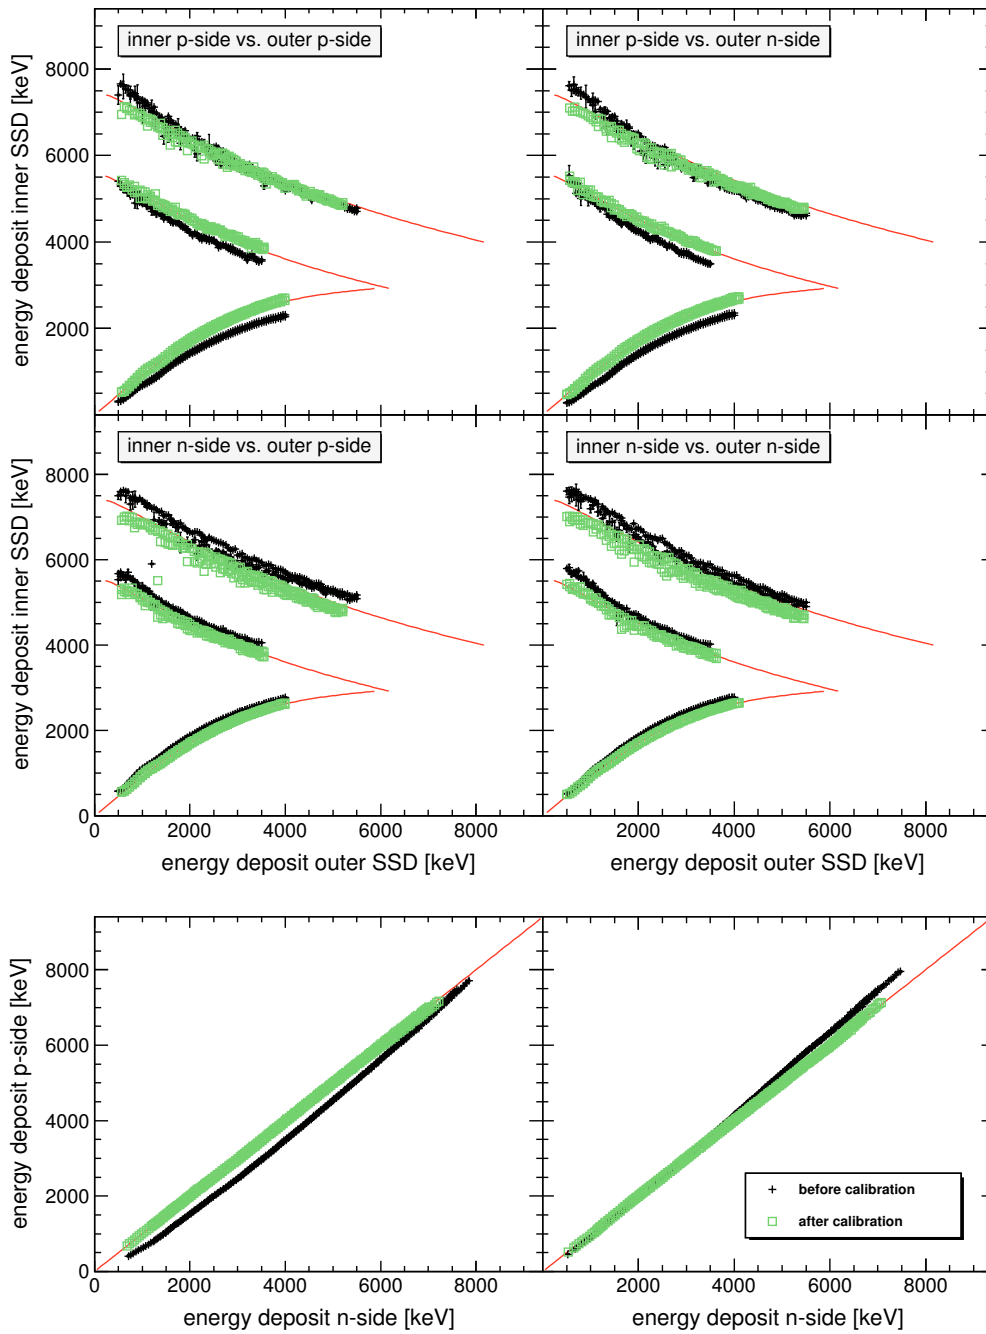 inner p-side vs. outer p-side
inner p-side vs. outer n-side
energy deposit inner SSD [keV]
8000
6000
4000
2000
inner n-side vs. outer p-side
inner n-side vs. outer n-side
energy deposit inner SSD [keV]
8000
6000
4000
2000
0
0 2000 4000 6000 8000
2000 4000 6000 8000
energy deposit outer SSD [keV]
energy deposit outer SSD [keV]
energy deposit p-side [keV]
8000
6000
4000
2000
0
before calibration
after calibration
0 2000 4000 6000 8000
2000 4000 6000 8000
energy deposit n-side [keV]
energy deposit n-side [keV]